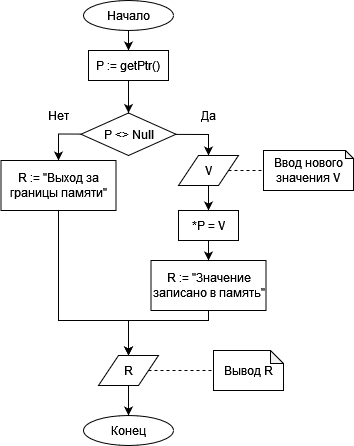 Начало
P := getPtr()
Нет
Да
P <> Null
V
Ввод нового
значения V
R := "Выход за
границы памяти"
*P = V
R := "Значение
записано в память"
R
Вывод R
Конец